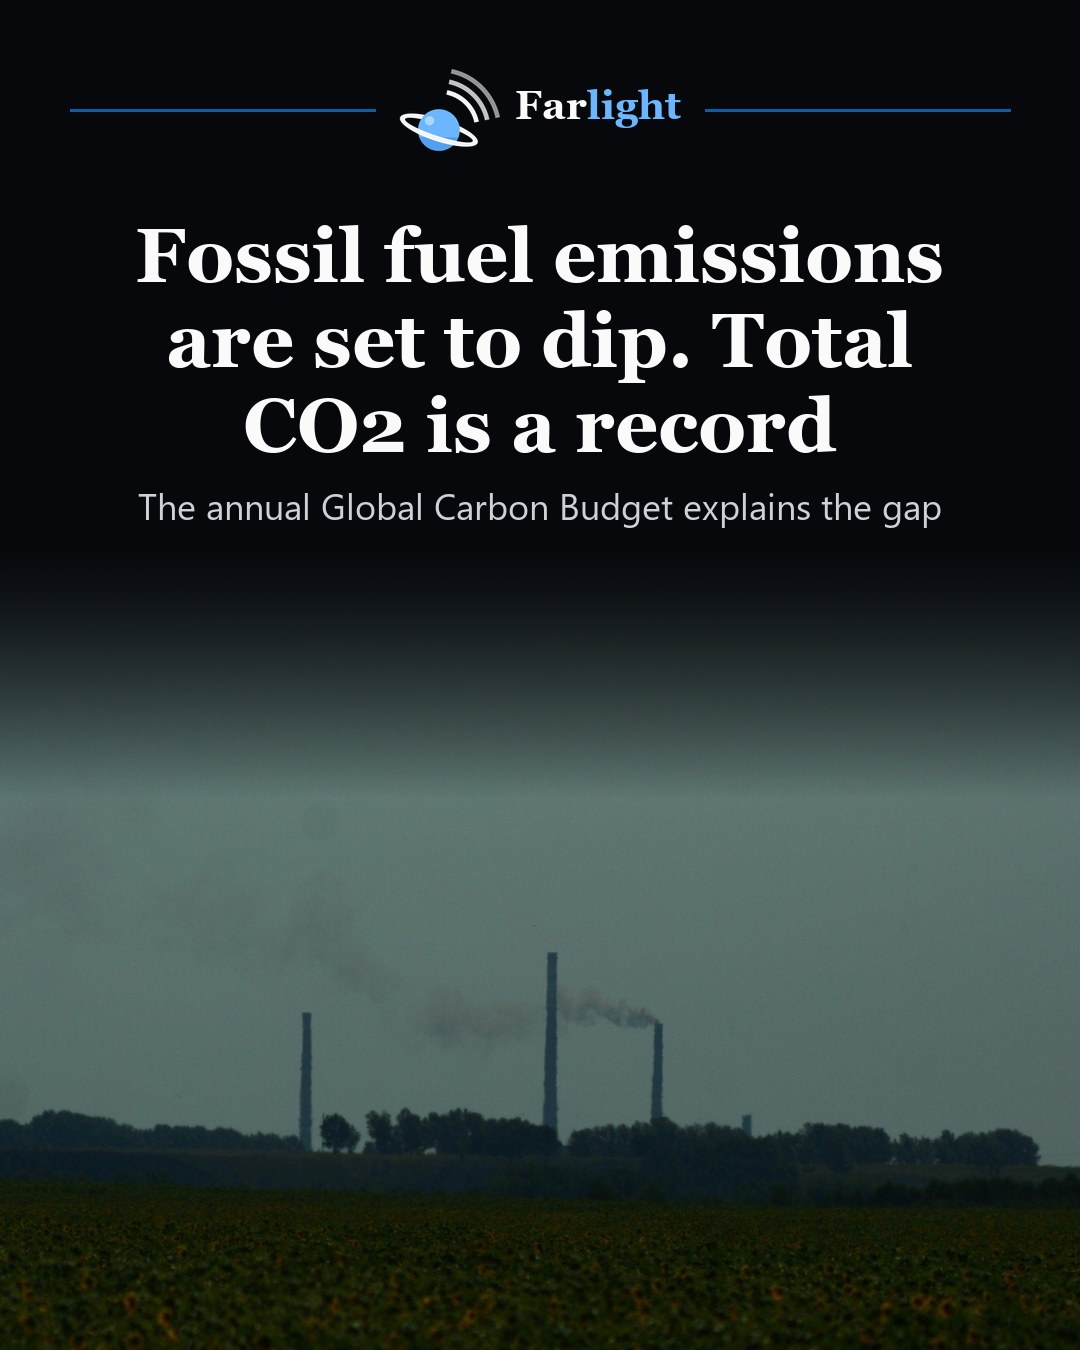 Farlight
Fossil fuel emissions
are set to dip. Total
CO2 is a record
The annual Global Carbon Budget explains the gap